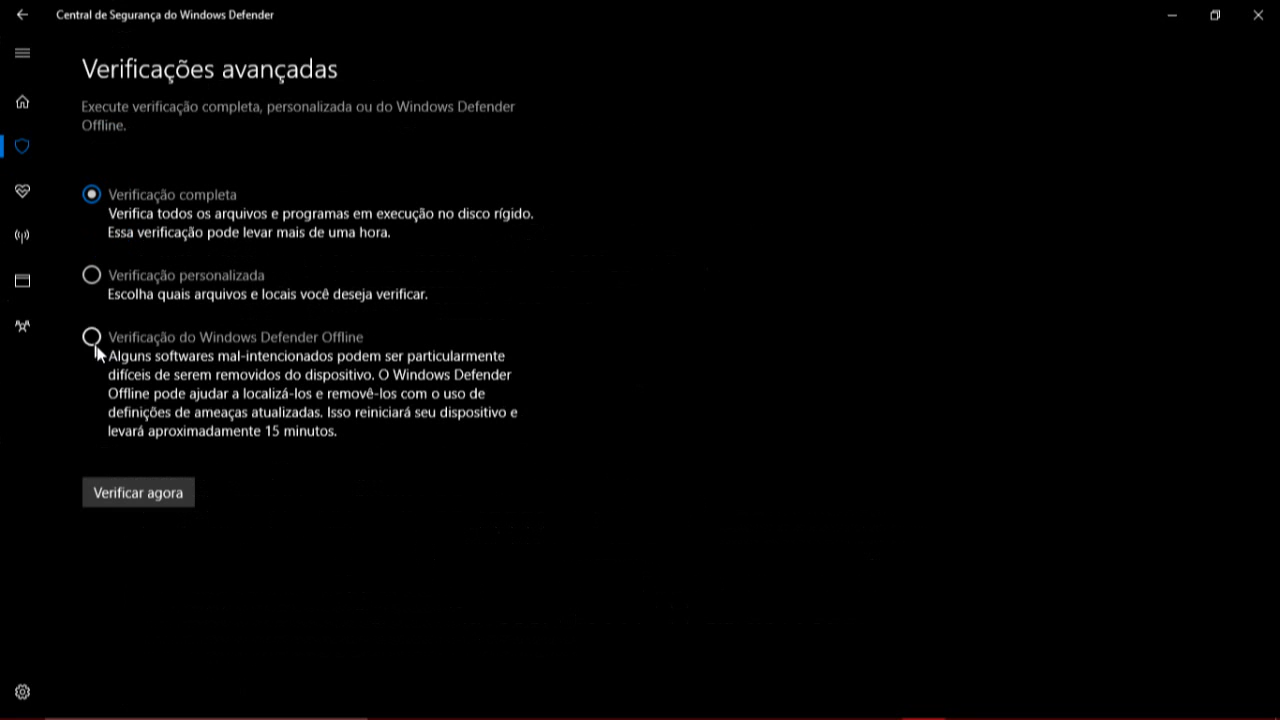 Central de Segurança do Windows Defender
Verificações avançadas
Execute verificação completa, personalizada ou do Windows Defender
Offline.
Verificação completa
Verifica todos os arquivos e programas em execução no disco rígido.
Essa verificação pode levar mais de uma hora.
Verificação personalizada
Escolha quais arquivos e locais você deseja verificar.
Verificação do Windows Defender Offline
Alguns softwares mal-intencionados podem ser particularmente
difíceis de serem removidos do dispositivo. O Windows Defender
Offline pode ajudar a localizá-los e removê-los com o uso de
definições de ameaças atualizadas. Isso reiniciará seu dispositivo e
levará aproximadamente 15 minutos.
Verificar agora